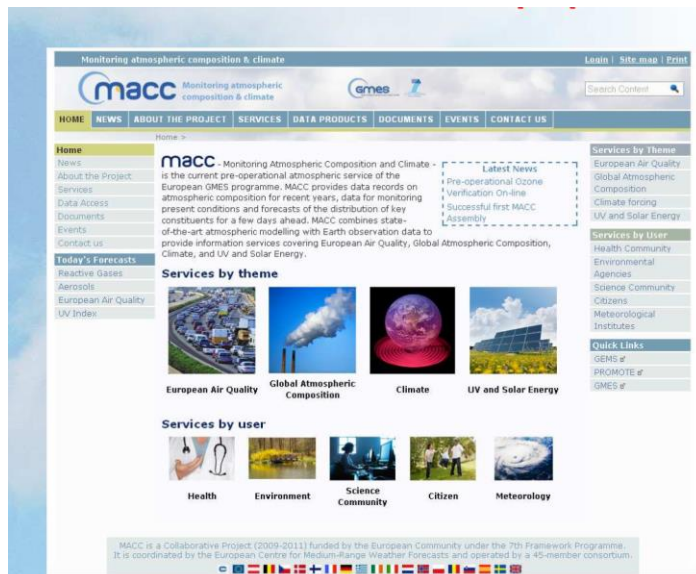 Monitoring atmospheric composition & climate
Login | Site map | Print
macc Monitoring atmospheric
composition & climate
Gmes
7
Search Content
HOME NEWS ABOUT THE PROJECT SERVICES DATA PRODUCTS DOCUMENTS EVENTS CONTACT US
Home >
Home
News
About the Project
Services
Data Access
Documents
Events
Contact us
Today's Forecasts
Reactive Gases
Aerosols
European Air Quality
UV Index
macc - Monitoring Atmospheric Composition and Climate -
is the current pre-operational atmospheric service of the
European GMES programme. MACC provides data records on
atmospheric composition for recent years, data for monitoring
present conditions and forecasts of the distribution of key
constituents for a few days ahead. MACC combines state-
of-the-art atmospheric modelling with Earth observation data to
provide information services covering European Air Quality, Global Atmospheric Composition,
Climate, and UV and Solar Energy.
Latest News
Pre-operational Ozone
Verification On-line
Successful first MACC
Assembly
Services by theme
European Air Quality
Global Atmospheric
Composition
Climate
UV and Solar Energy
Services by user
Health
Environment
Science
Community
Citizen
Meteorology
Services by Theme
European Air Quality
Global Atmospheric
Composition
Climate forcing
UV and Solar Energy
Services by User
Health Community
Environmental
Agencies
Science Community
Citizens
Meteorological
Institutes
Quick Links
GEMS
PROMOTE
GMES
MACC is a Collaborative Project (2009-2011) funded by the European Community under the 7th Framework Programme.
It is coordinated by the European Centre for Medium-Range Weather Forecasts and operated by a 45-member consortium.